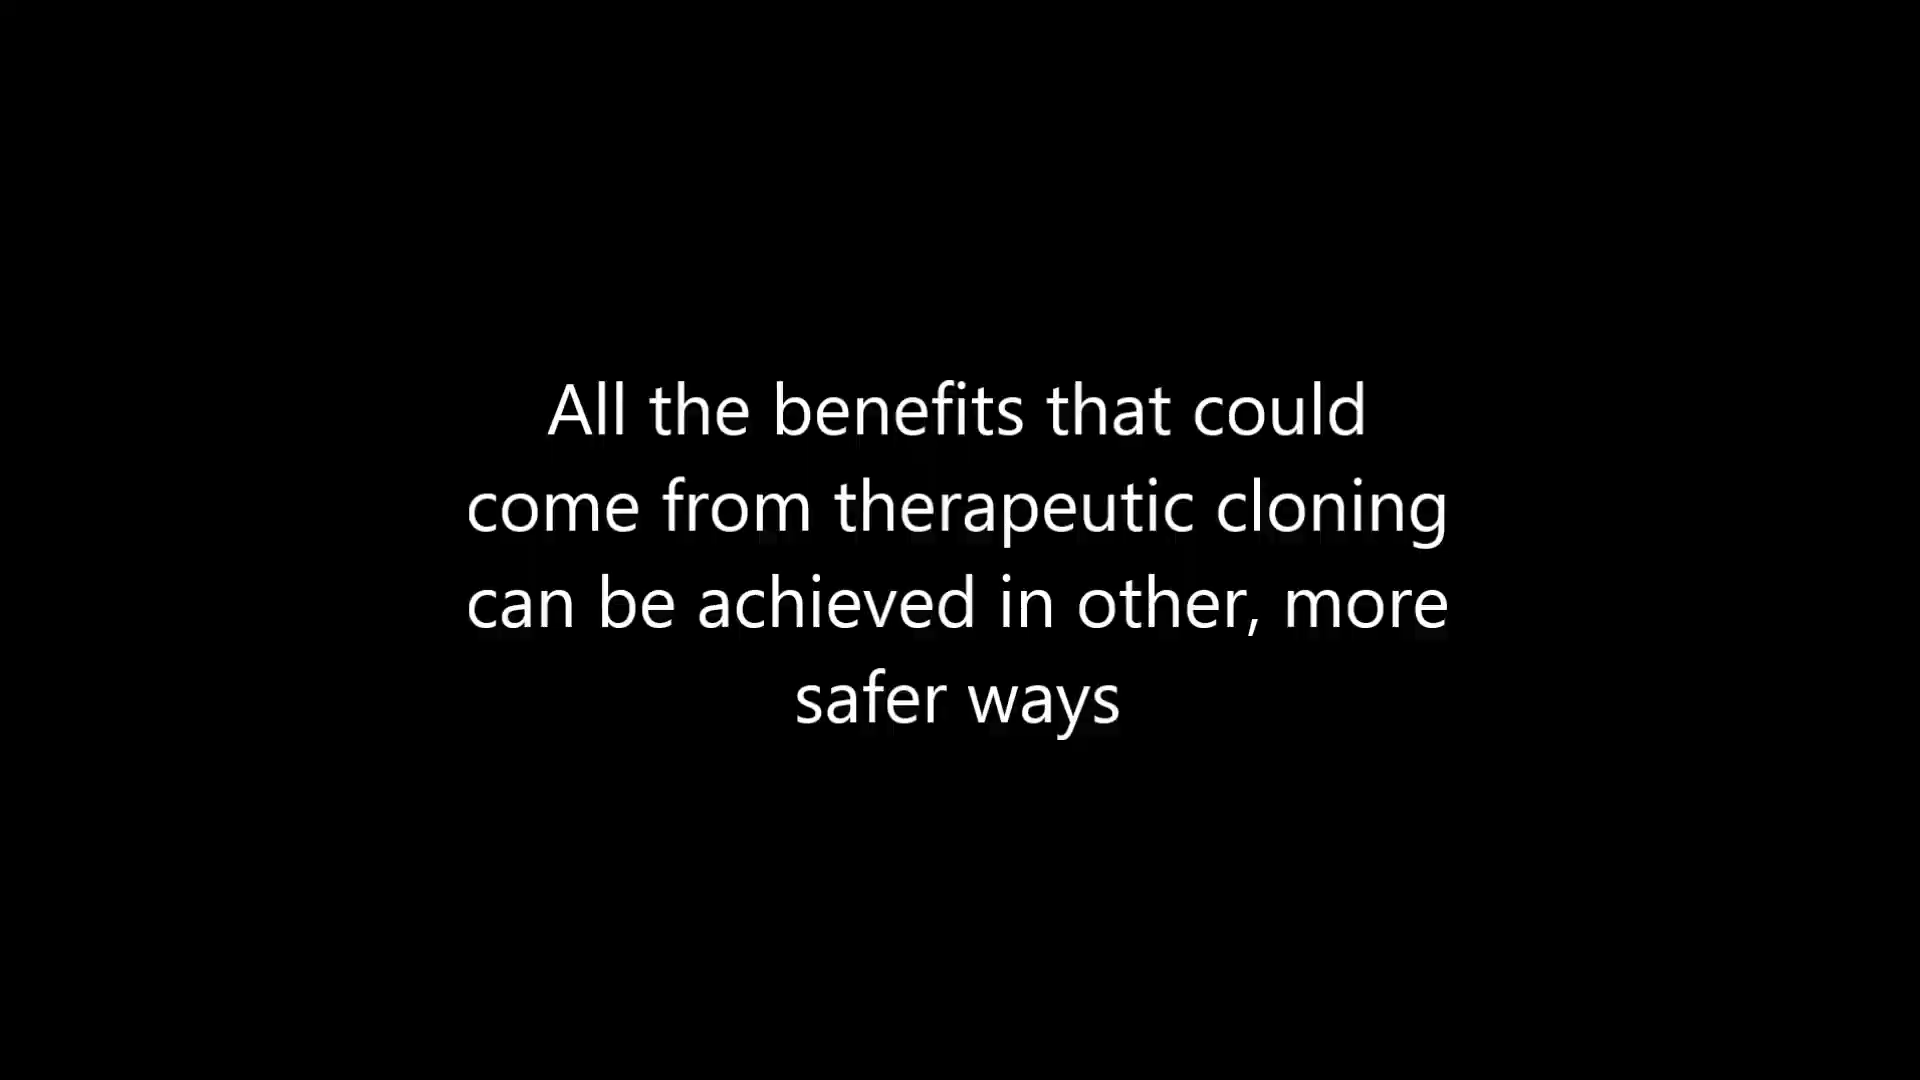 All the benefits that could
come from therapeutic cloning
can be achieved in other, more
safer ways